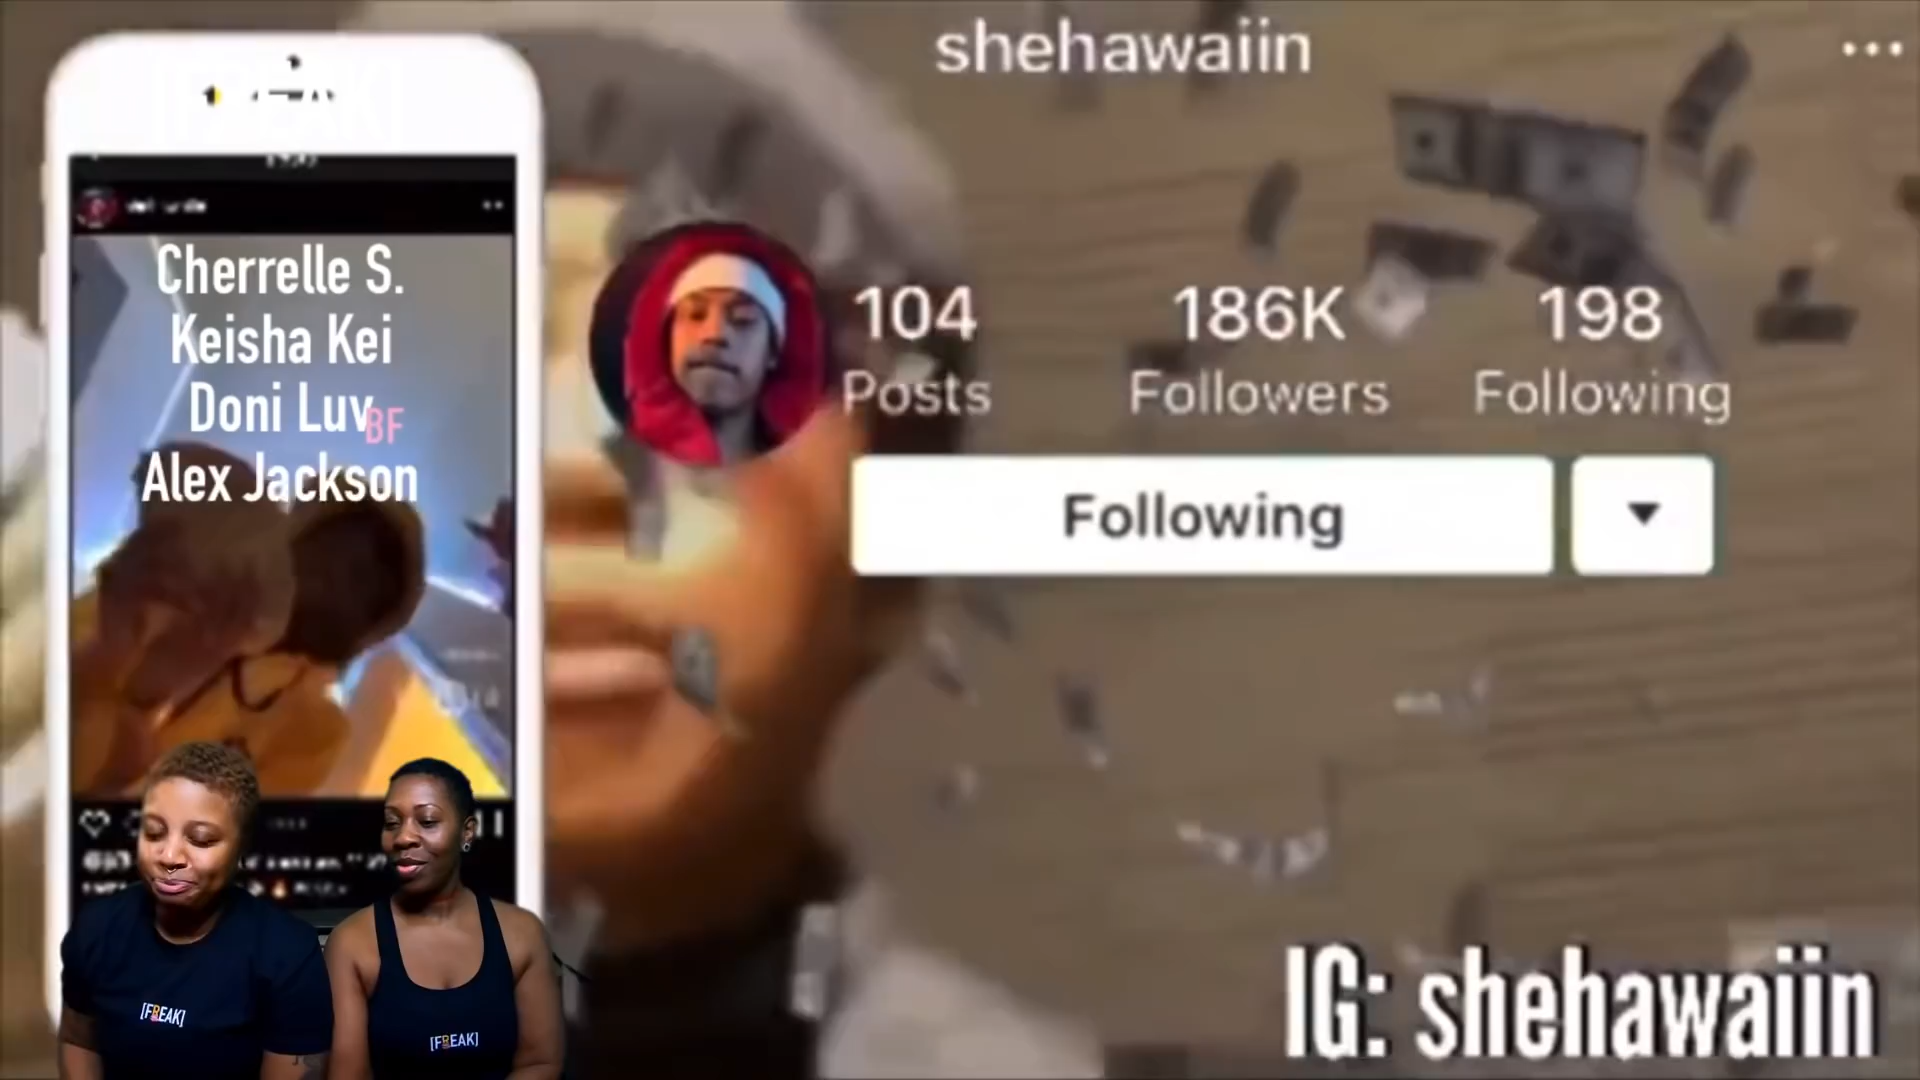 shehawaiin
[FREAK]
Cherrelle S.
Keisha Kei
Doni Luv
BF
Alex Jackson
104
186K
198
Posts
Followers
Following
Following
[FREAK]
[FREAK]
IG: shehawaiin